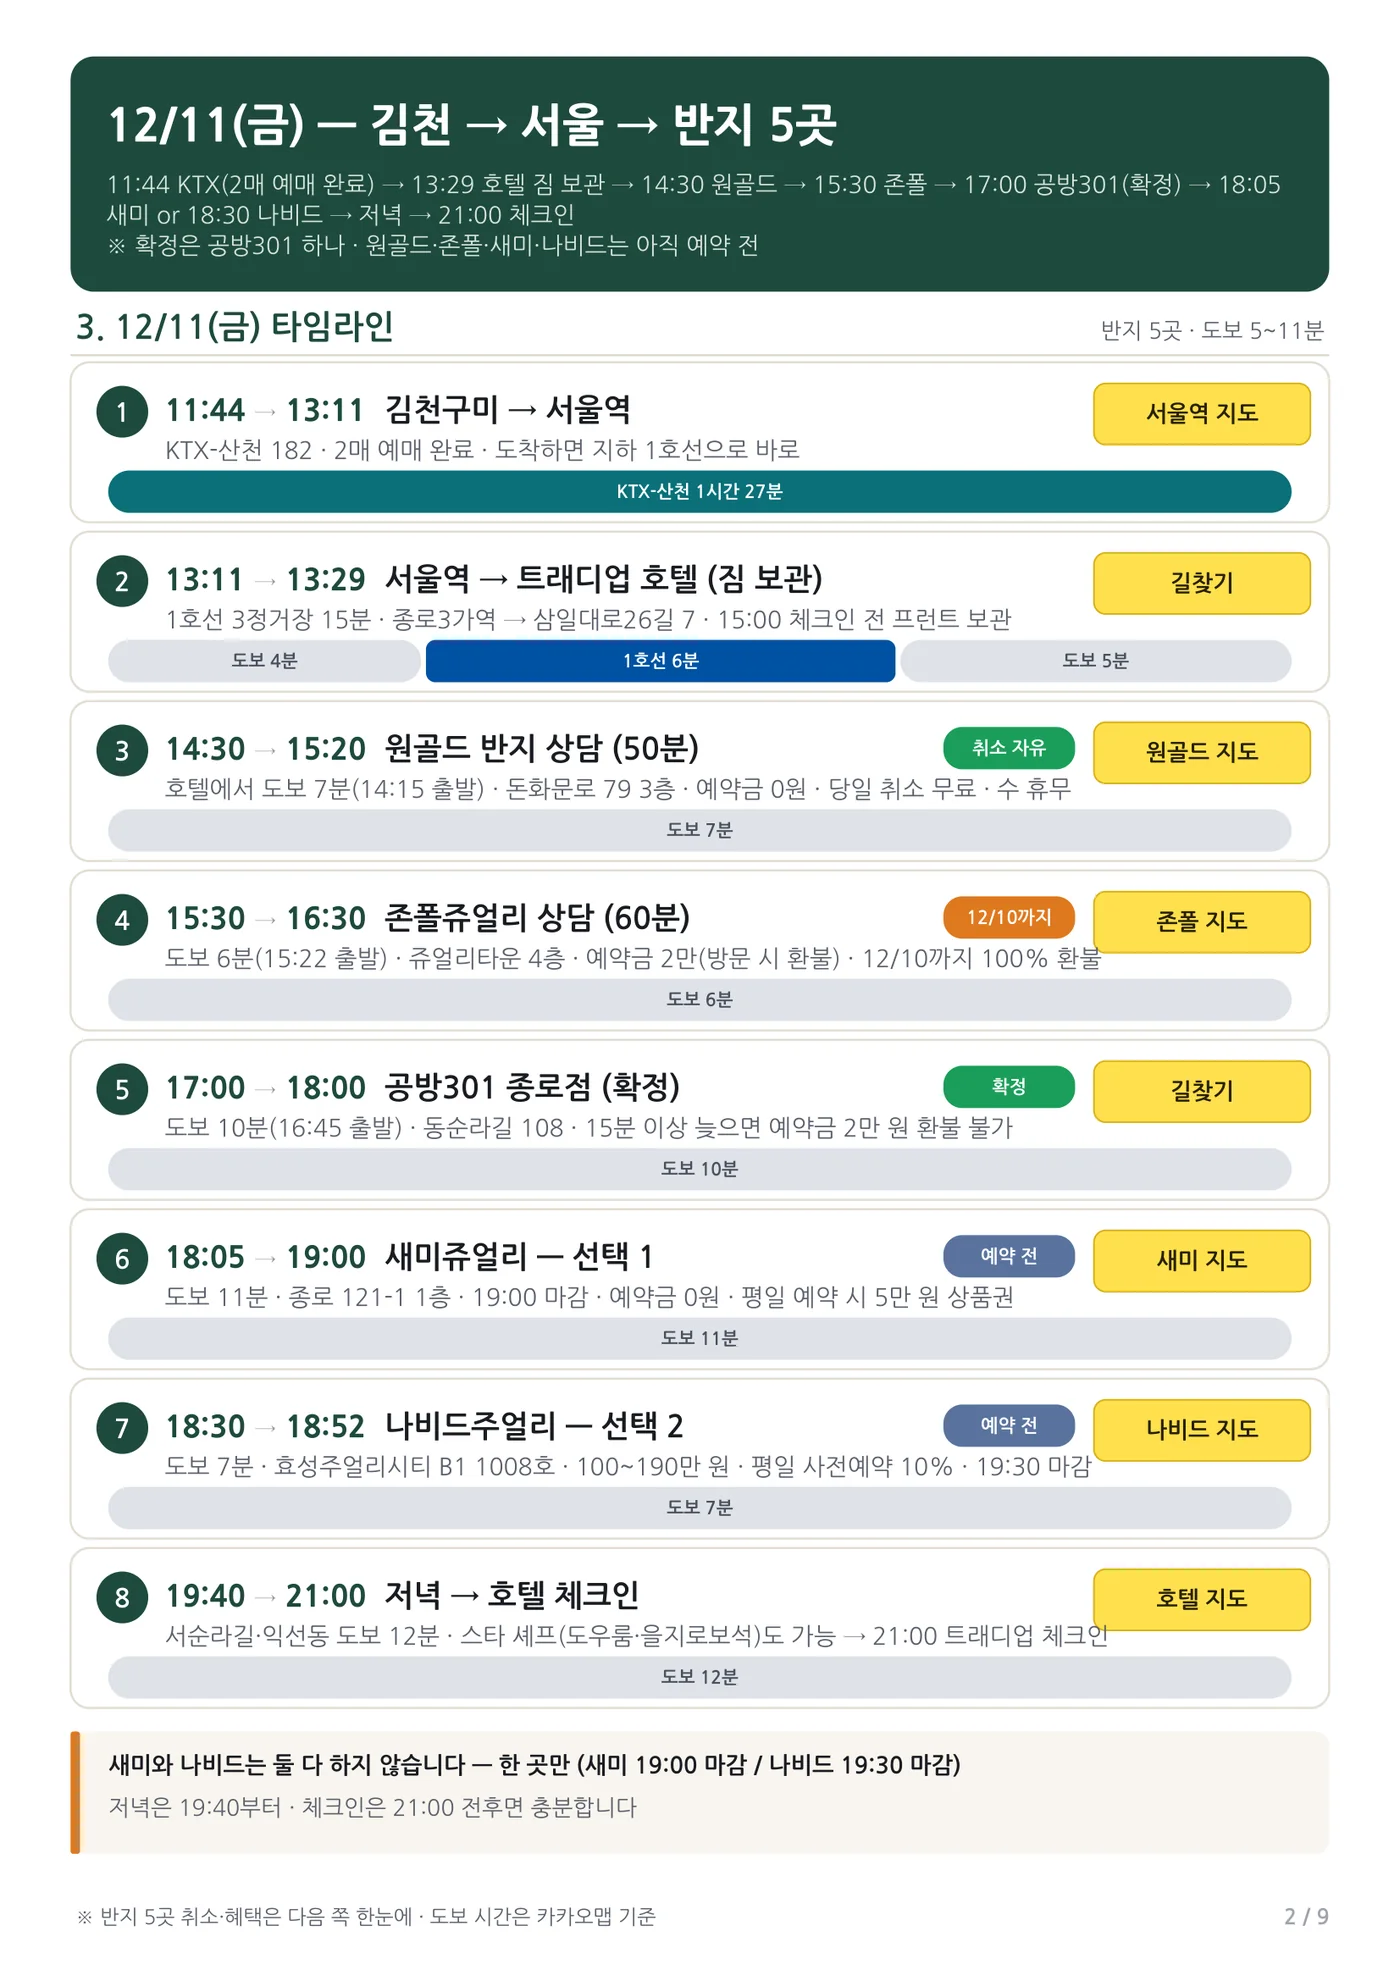 12/11(금) — 김천 → 서울 → 반지 5곳
11:44 KTX(2매 예매 완료) → 13:29 호텔 짐 보관 → 14:30 원골드 → 15:30 존폴 → 17:00 공방301(확정) → 18:05
새미 or 18:30 나비드 → 저녁 → 21:00 체크인
※ 확정은 공방301 하나 · 원골드·존폴·새미·나비드는 아직 예약 전
3. 12/11(금) 타임라인
반지 5곳 · 도보 5~11분
1 11:44 → 13:11 김천구미 → 서울역
서울역 지도
KTX-산천 182 · 2매 예매 완료 · 도착하면 지하 1호선으로 바로
KTX-산천 1시간 27분
2 13:11 → 13:29 서울역 → 트래디업 호텔 (짐 보관)
길찾기
1호선 3정거장 15분 · 종로3가역 → 삼일대로26길 7 · 15:00 체크인 전 프런트 보관
도보 4분 1호선 6분 도보 5분
3 14:30 → 15:20 원골드 반지 상담 (50분) 취소 자유
원골드 지도
호텔에서 도보 7분(14:15 출발) · 돈화문로 79 3층 · 예약금 0원 · 당일 취소 무료 · 수 휴무
도보 7분
4 15:30 → 16:30 존폴쥬얼리 상담 (60분) 12/10까지
존폴 지도
도보 6분(15:22 출발) · 쥬얼리타운 4층 · 예약금 2만(방문 시 환불) · 12/10까지 100% 환불
도보 6분
5 17:00 → 18:00 공방301 종로점 (확정) 확정
길찾기
도보 10분(16:45 출발) · 동순라길 108 · 15분 이상 늦으면 예약금 2만 원 환불 불가
도보 10분
6 18:05 → 19:00 새미쥬얼리 — 선택 1 예약 전
새미 지도
도보 11분 · 종로 121-1 1층 · 19:00 마감 · 예약금 0원 · 평일 예약 시 5만 원 상품권
도보 11분
7 18:30 → 18:52 나비드주얼리 — 선택 2 예약 전
나비드 지도
도보 7분 · 효성주얼리시티 B1 1008호 · 100~190만 원 · 평일 사전예약 10% · 19:30 마감
도보 7분
8 19:40 → 21:00 저녁 → 호텔 체크인
호텔 지도
서순라길·익선동 도보 12분 · 스타 셰프(도우룸·을지로보석)도 가능 → 21:00 트래디업 체크인
도보 12분
새미와 나비드는 둘 다 하지 않습니다 — 한 곳만 (새미 19:00 마감 / 나비드 19:30 마감)
저녁은 19:40부터 · 체크인은 21:00 전후면 충분합니다
※ 반지 5곳 취소·혜택은 다음 쪽 한눈에 · 도보 시간은 카카오맵 기준
2 / 9